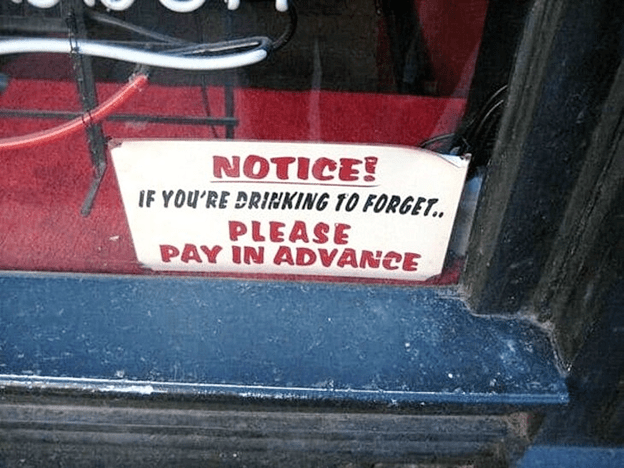 NOTICE!
IF YOU'RE DRINKING TO FORGET..
PLEASE
PAY IN ADVANCE